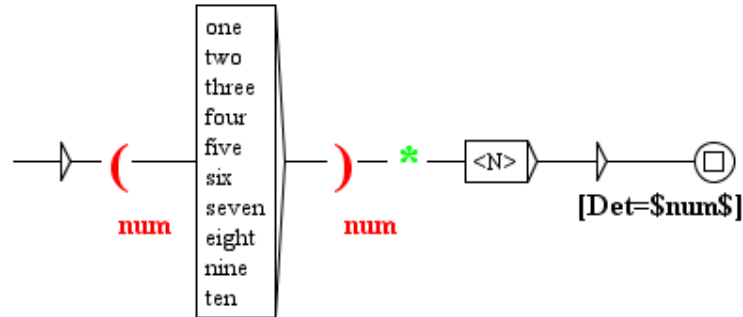 one
two
three
four
five
six
seven
eight
nine
ten
(
num
)
num
*
<N>
[Det=$num$]